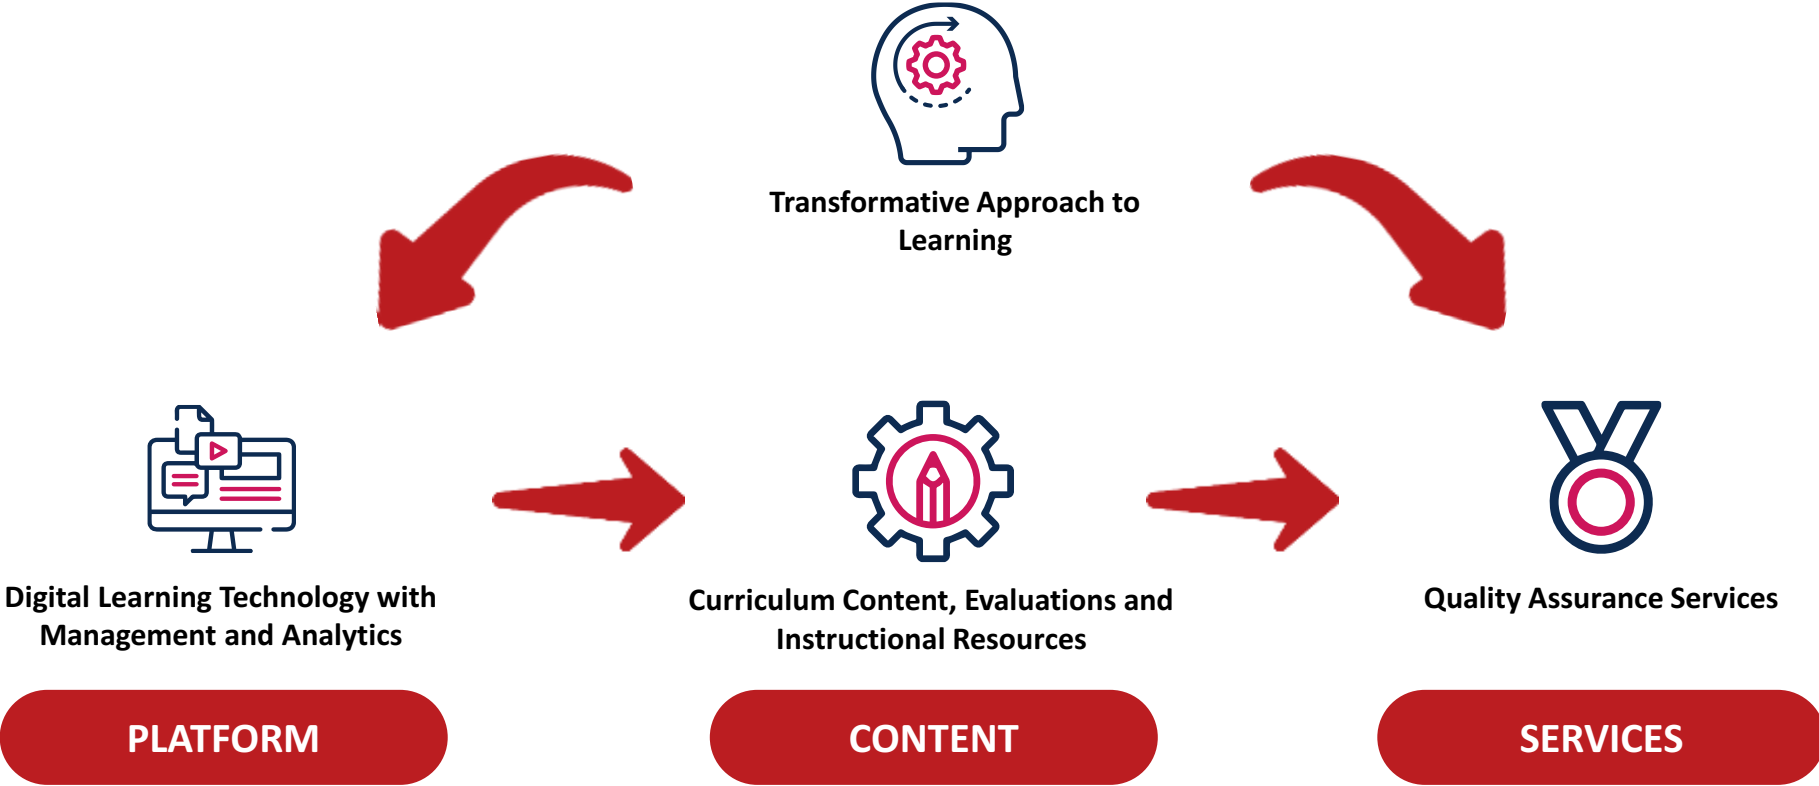 Transformative Approach to
Learning
Digital Learning Technology with
Management and Analytics
Curriculum Content, Evaluations and
Instructional Resources
Quality Assurance Services
PLATFORM
CONTENT
SERVICES